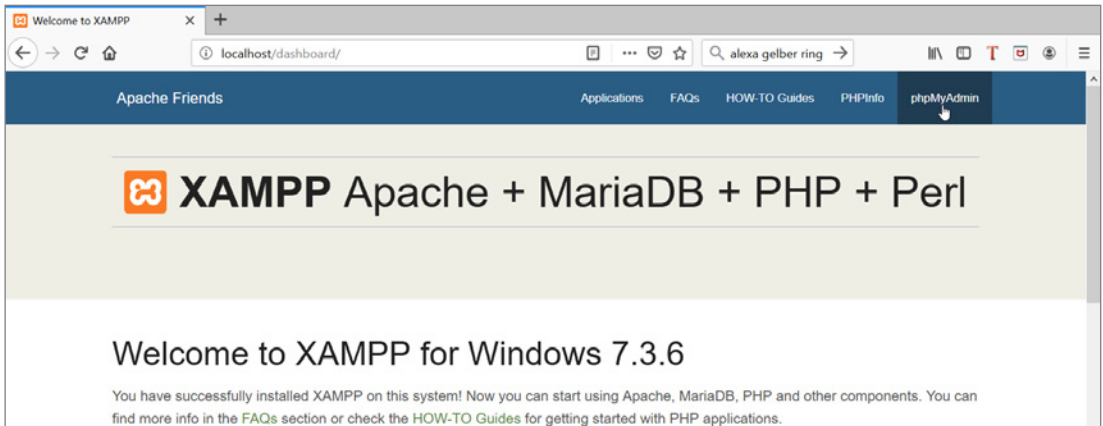 Welcome to XAMPP
localhost/dashboard/
alexa gelber ring
Apache Friends
Applications FAQs HOW-TO Guides PHPInfo phpMyAdmin
XAMPP Apache + MariaDB + PHP + Perl
Welcome to XAMPP for Windows 7.3.6
You have successfully installed XAMPP on this system! Now you can start using Apache, MariaDB, PHP and other components. You can
find more info in the FAQs section or check the HOW-TO Guides for getting started with PHP applications.